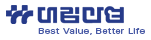 대림산업
Best Value, Better Life